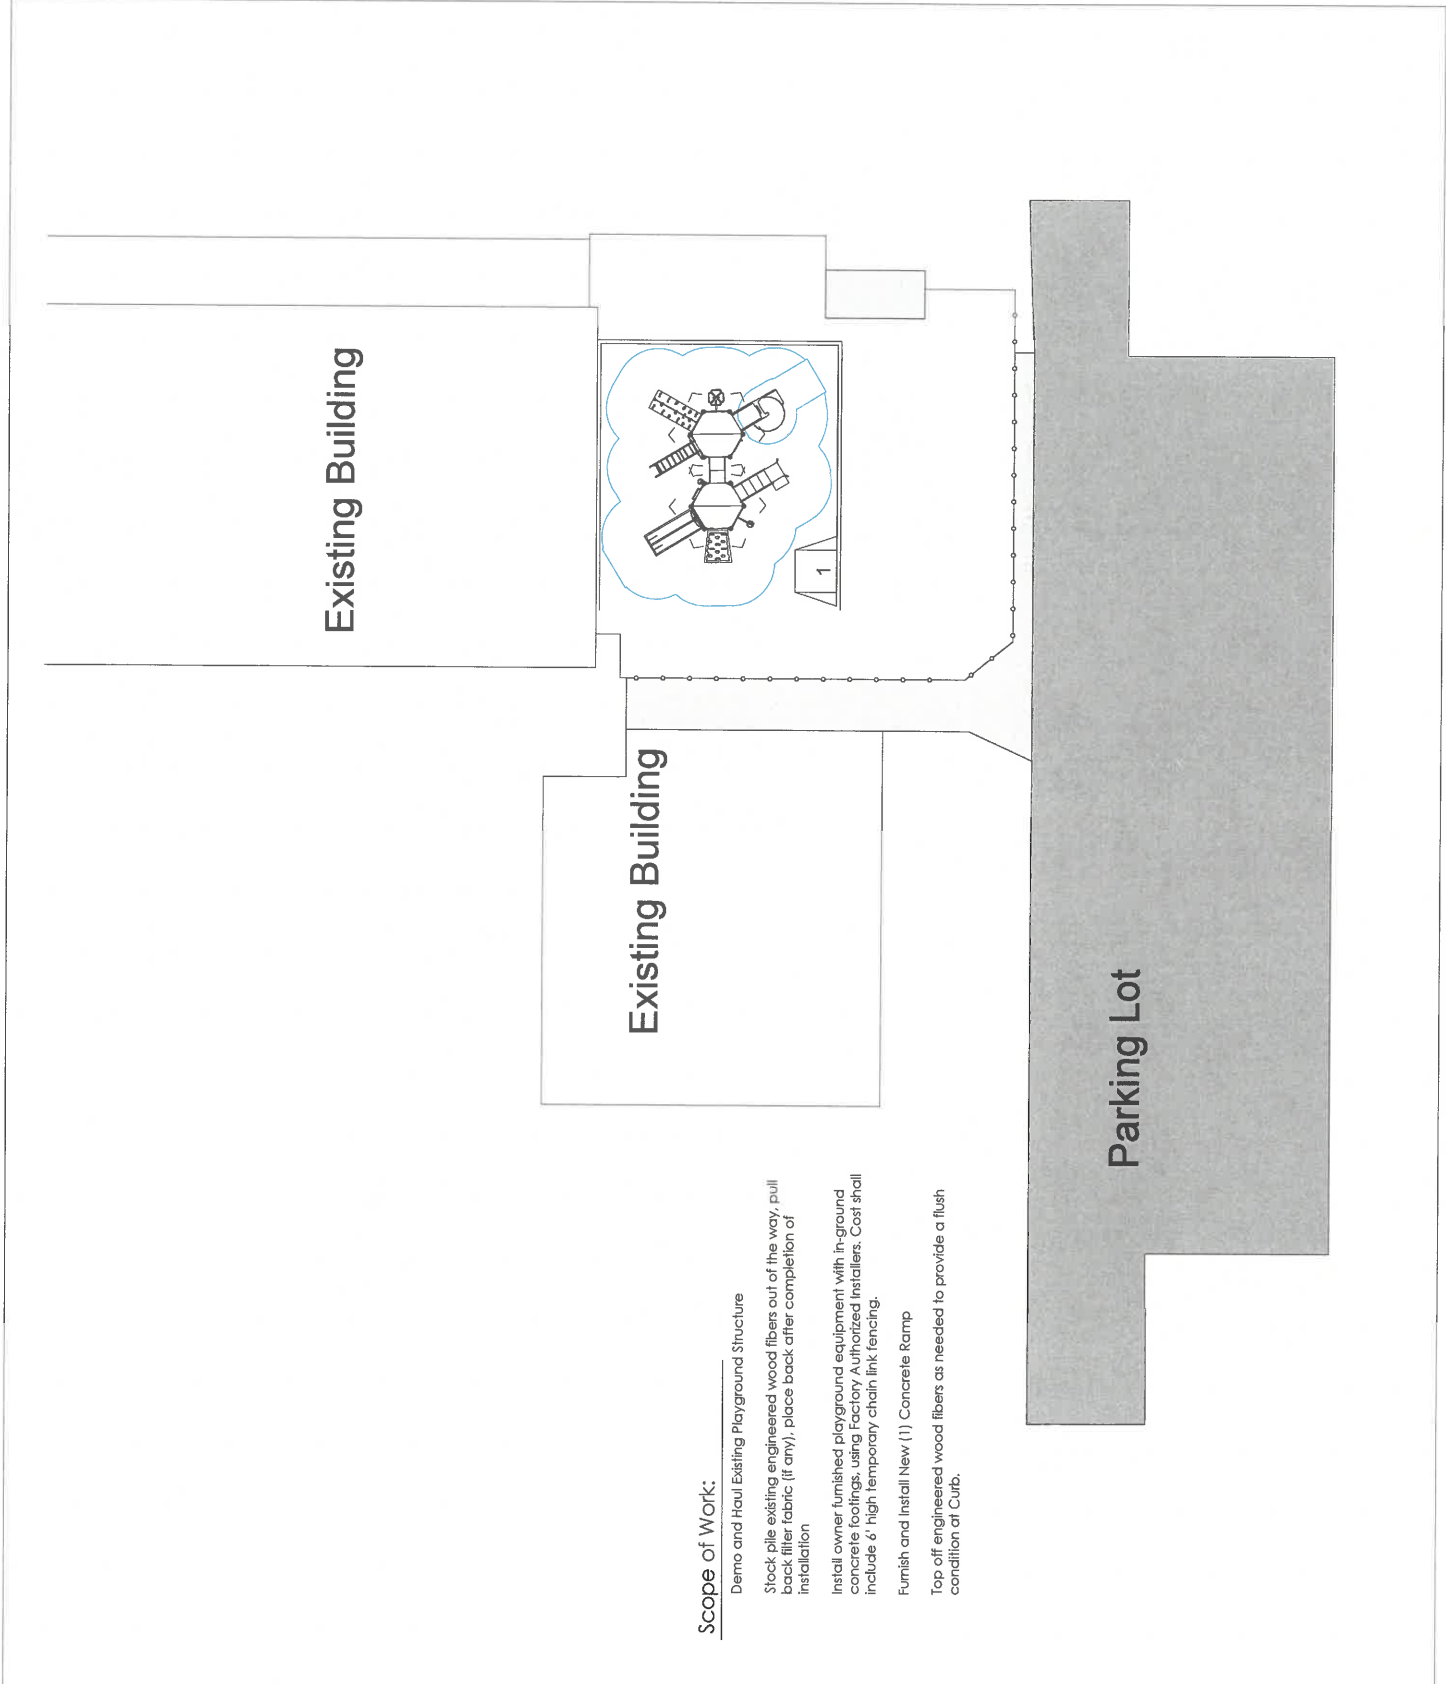 Existing Building
1
Existing Building
Parking Lot
Scope of Work:
Demo and Haul Existing Playground Structure
Stock pile existing engineered wood fibers out of the way, pull
back filter fabric (if any), place back after completion of
installation
Install owner furnished playground equipment with in-ground
concrete footings, using Factory Authorized Installers. Cost shall
include 6' high temporary chain link fencing.
Furnish and Install New (1) Concrete Ramp
Top off engineered wood fibers as needed to provide a flush
condition at Curb.